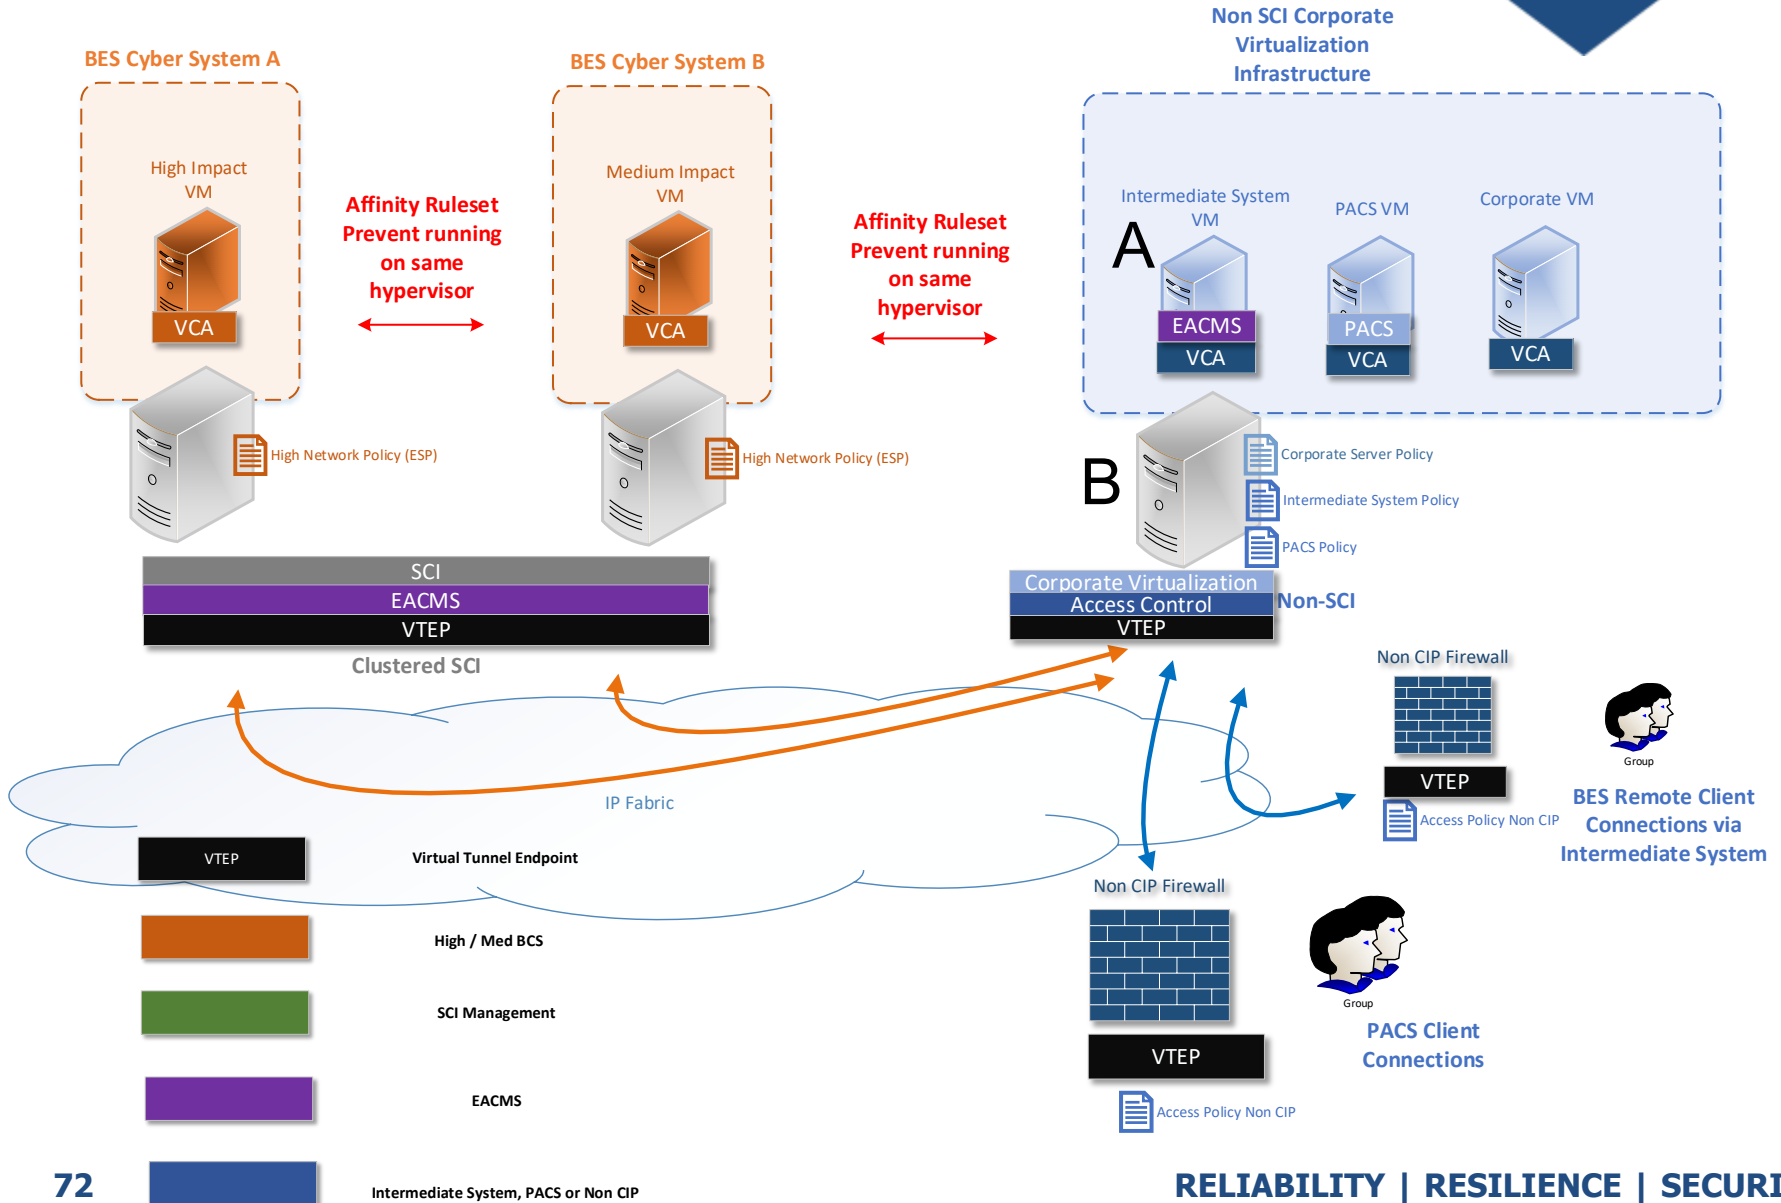 Non SCI Corporate
Virtualization
Infrastructure
BES Cyber System A
BES Cyber System B
High Impact
VM
VCA
Affinity Ruleset
Prevent running
on same
hypervisor
Medium Impact
VM
VCA
Affinity Ruleset
Prevent running
on same
hypervisor
Intermediate System
VM
A
EACMS
VCA
PACS VM
PACS
VCA
Corporate VM
VCA
High Network Policy (ESP)
High Network Policy (ESP)
B
Corporate Server Policy
Intermediate System Policy
PACS Policy
SCI
EACMS
VTEP
Clustered SCI
Corporate Virtualization
Access Control
VTEP
Non-SCI
Non CIP Firewall
VTEP
Access Policy Non CIP
Group
BES Remote Client
Connections via
Intermediate System
IP Fabric
VTEP
Virtual Tunnel Endpoint
Non CIP Firewall
VTEP
Access Policy Non CIP
Group
PACS Client
Connections
High / Med BCS
SCI Management
EACMS
Intermediate System, PACS or Non CIP
72
RELIABILITY | RESILIENCE | SECURI